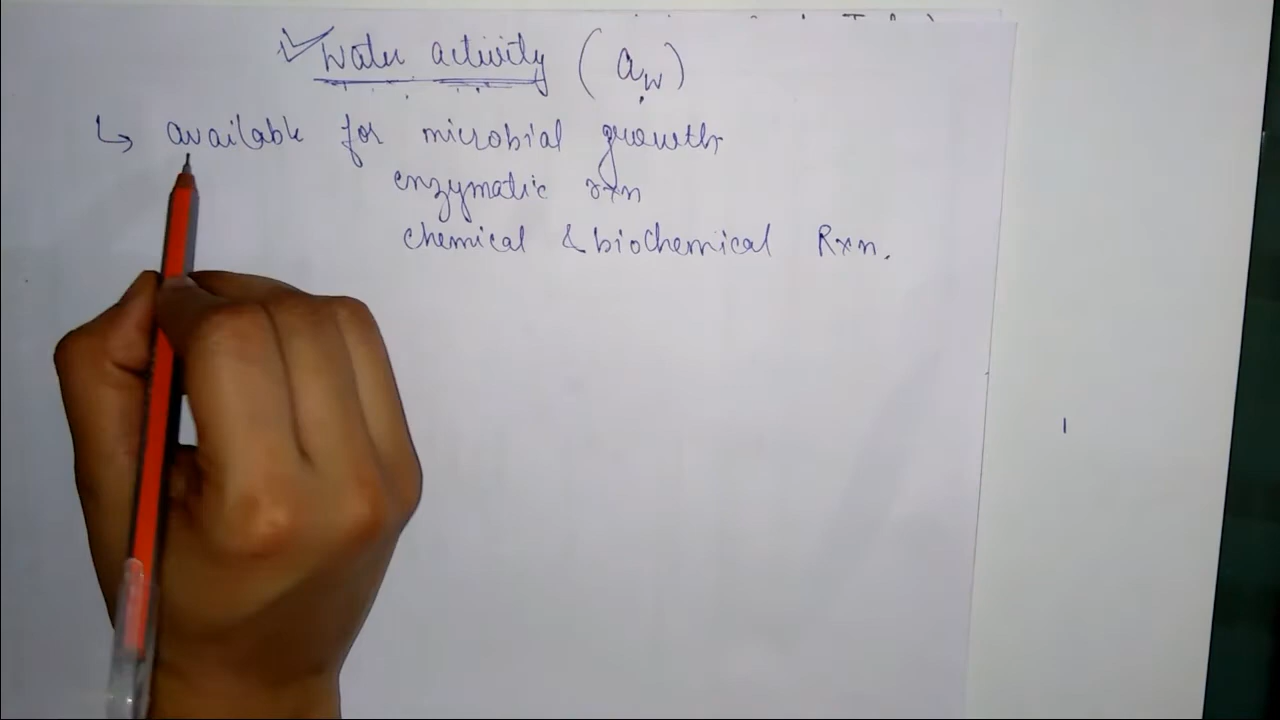 Water activity (aw)
↳ available for microbial growth
enzymatic rxn
chemical & biochemical Rxn.